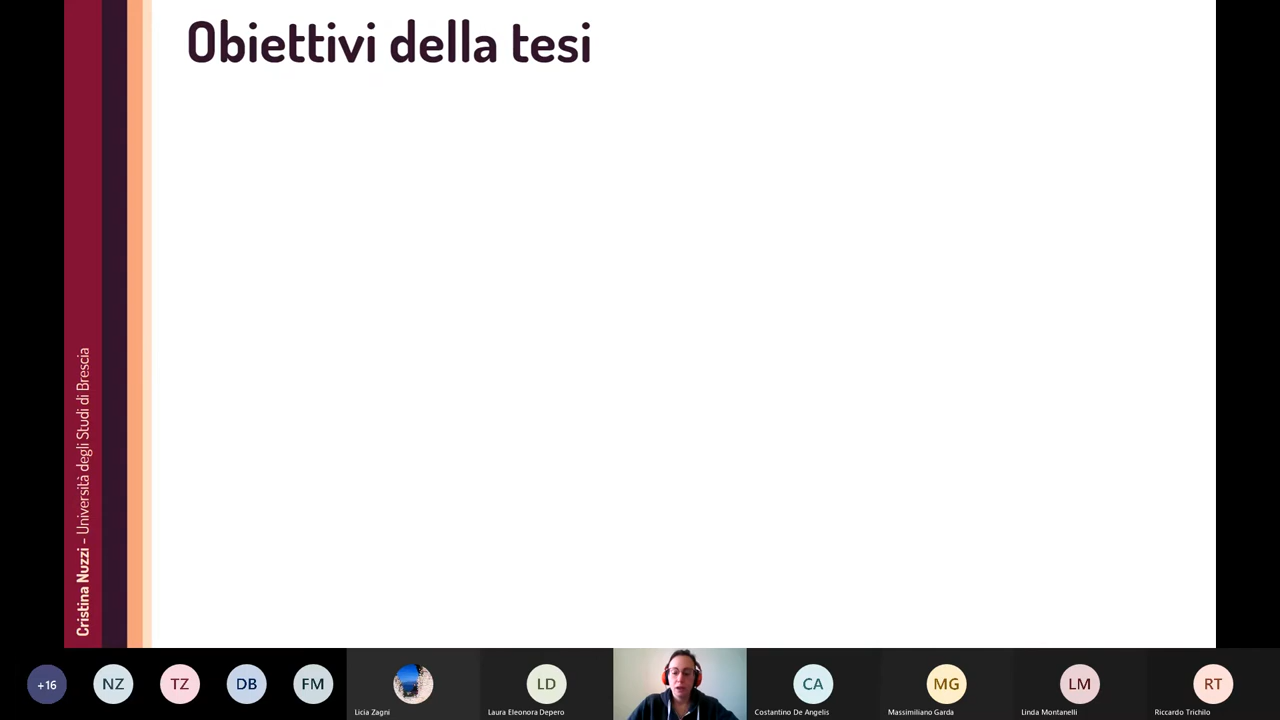 Obiettivi della tesi
Cristina Nuzzi – Università degli Studi di Brescia
+16
NZ
TZ
DB
FM
Licia Zagni
LD
Laura Eleonora Depero
CA
Costantino De Angelis
MG
Massimiliano Garda
LM
Linda Montanelli
RT
Riccardo Trichilo